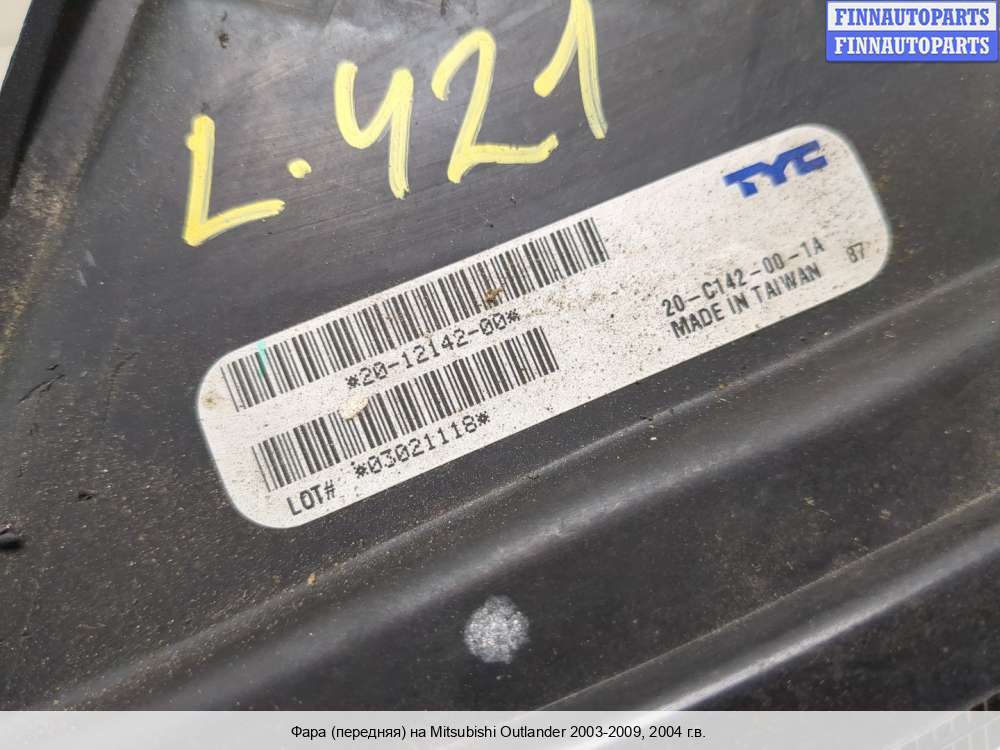 FINNAUTOPARTS
FINNAUTOPARTS
L.421
TYC
*20-12142-00*
20-C142-00-1A
MADE IN TAIWAN
87
*03021118*
LOT#
Фара (передняя) на Mitsubishi Outlander 2003-2009, 2004 г.в.